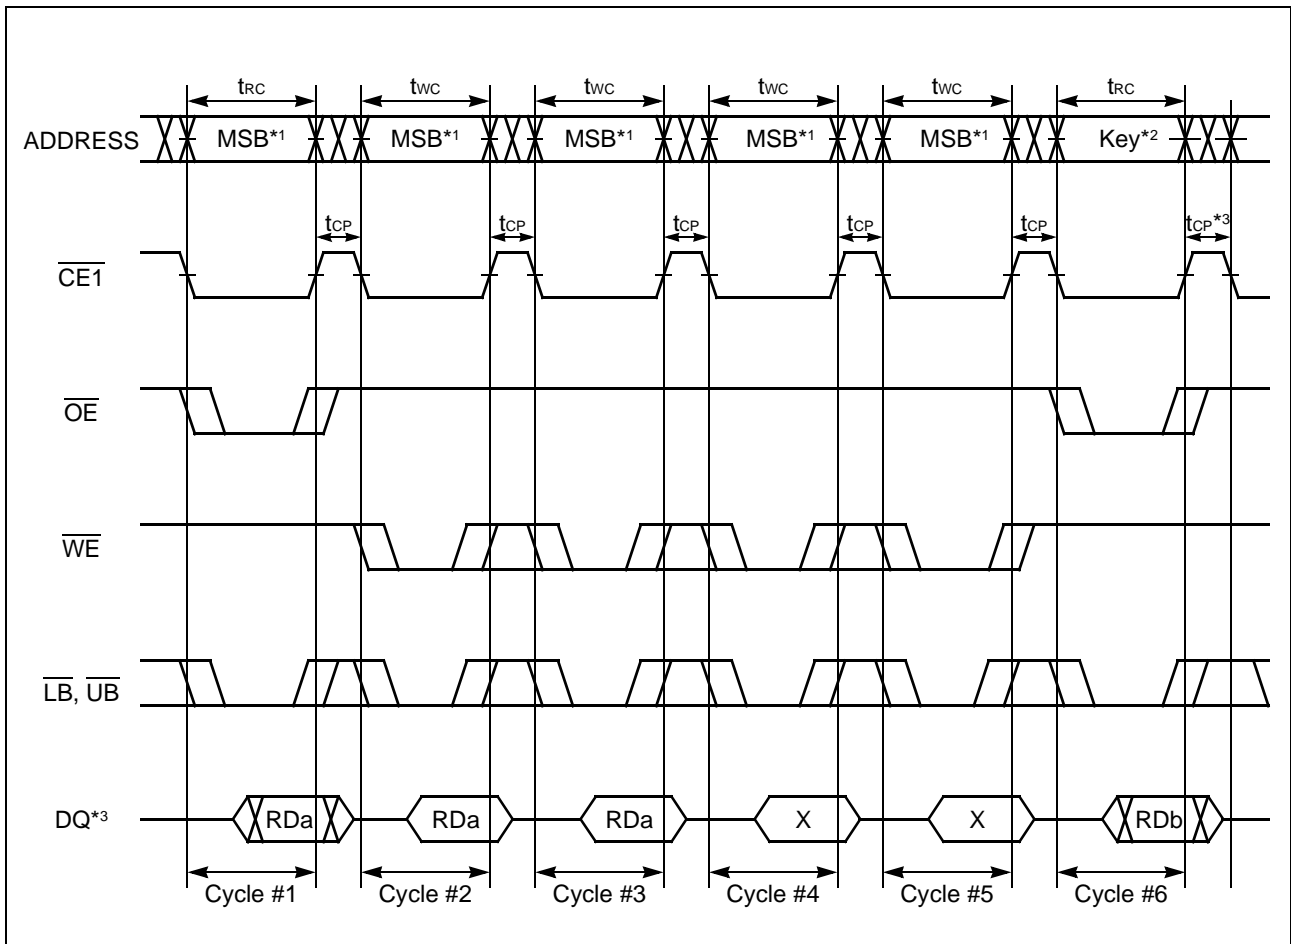 tRC tWC tWC tWC tWC tRC
ADDRESS MSB*1 MSB*1 MSB*1 MSB*1 MSB*1 Key*2
tCP tCP tCP tCP tCP tCP*3
CE1
OE
WE
LB, UB
DQ*3 RDa RDa RDa X X RDb
Cycle #1 Cycle #2 Cycle #3 Cycle #4 Cycle #5 Cycle #6